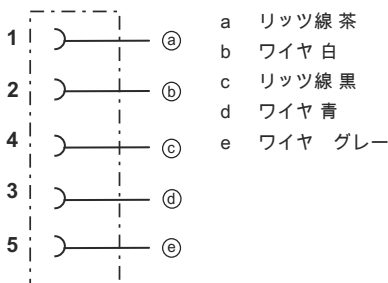 1 ⓐ
2 ⓑ
4 ⓒ
3 ⓓ
5 ⓔ
a リッツ線 茶
b ワイヤ 白
c リッツ線 黒
d ワイヤ 青
e ワイヤ　グレー